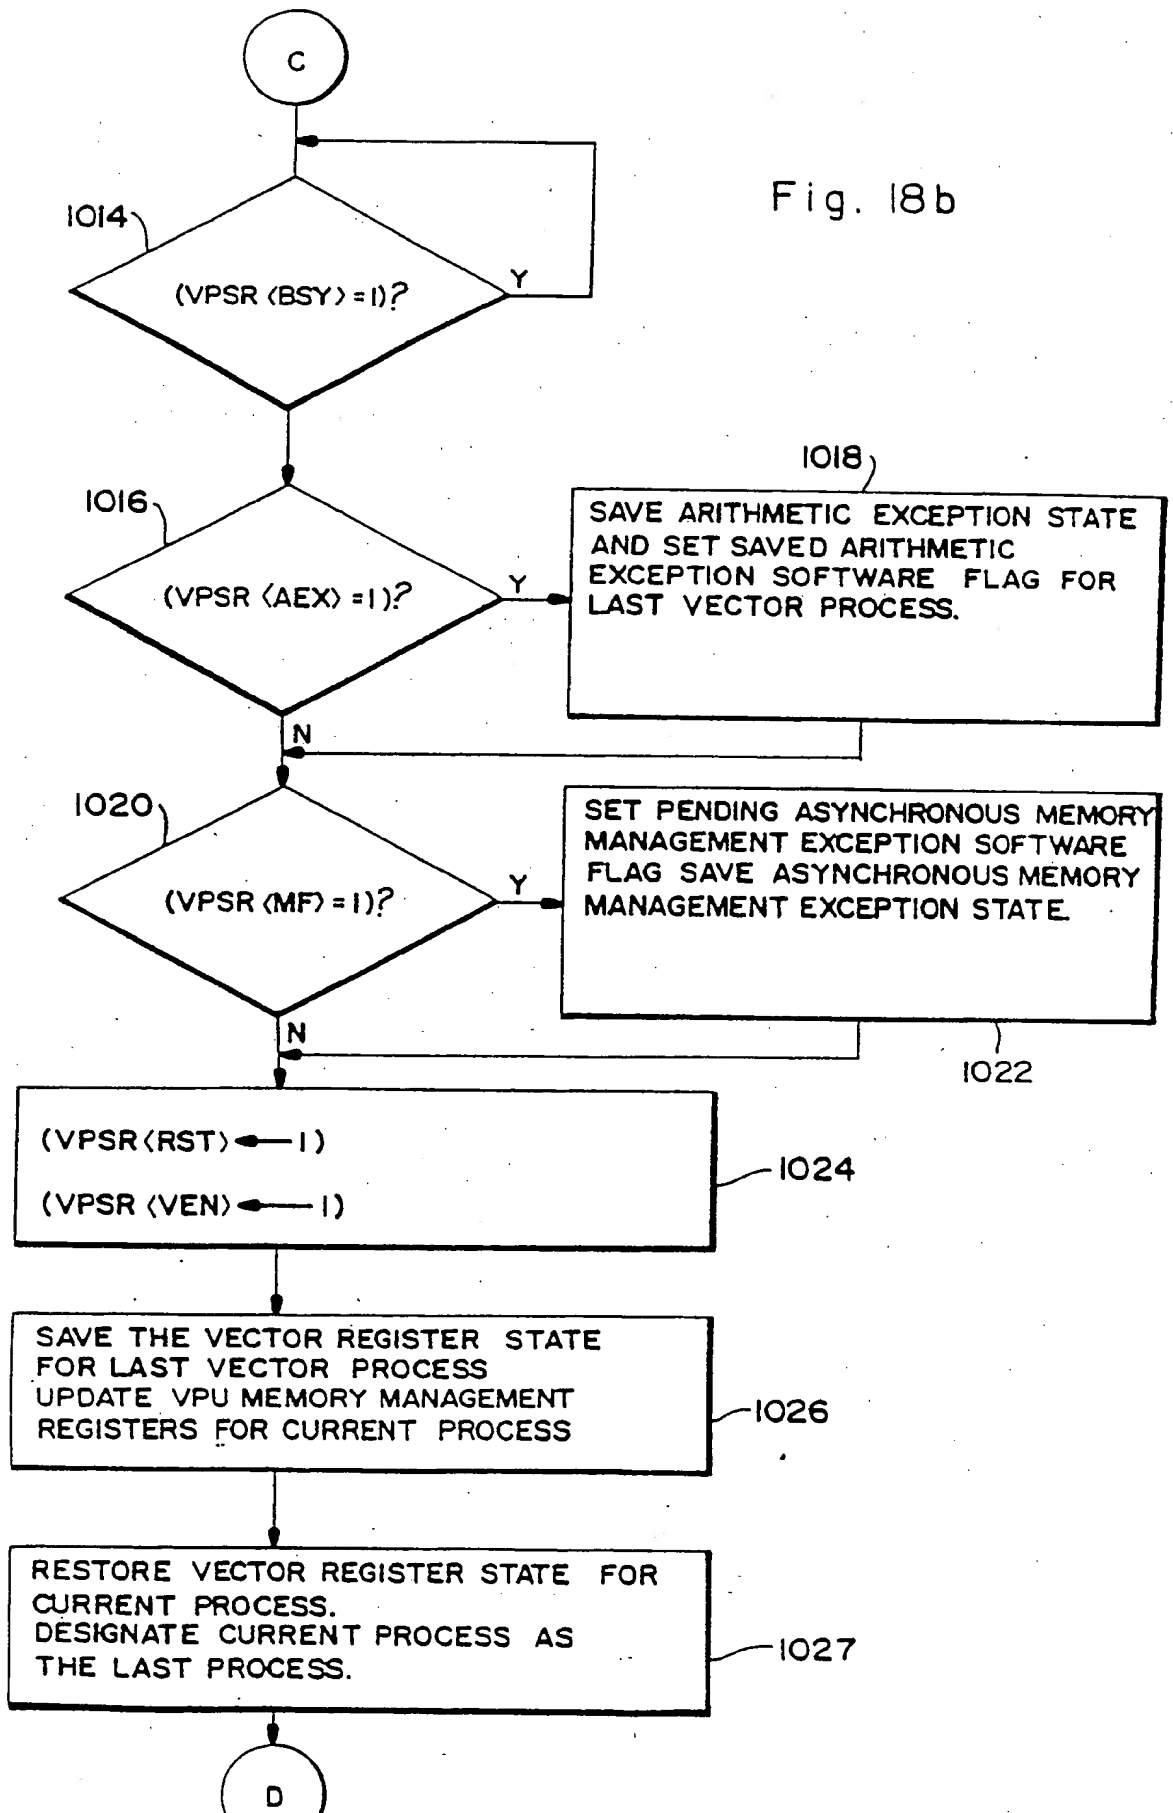 C
Fig. 18b
1014
(VPSR <BSY> = 1)?
Y
1018
1016
(VPSR <AEX> = 1)?
Y
SAVE ARITHMETIC EXCEPTION STATE
AND SET SAVED ARITHMETIC
EXCEPTION SOFTWARE FLAG FOR
LAST VECTOR PROCESS.
N
1020
(VPSR <MF> = 1)?
Y
SET PENDING ASYNCHRONOUS MEMORY
MANAGEMENT EXCEPTION SOFTWARE
FLAG SAVE ASYNCHRONOUS MEMORY
MANAGEMENT EXCEPTION STATE.
N
1022
(VPSR <RST> ← 1)
(VPSR <VEN> ← 1)
1024
SAVE THE VECTOR REGISTER STATE
FOR LAST VECTOR PROCESS
UPDATE VPU MEMORY MANAGEMENT
REGISTERS FOR CURRENT PROCESS
1026
RESTORE VECTOR REGISTER STATE FOR
CURRENT PROCESS.
DESIGNATE CURRENT PROCESS AS
THE LAST PROCESS.
1027
D